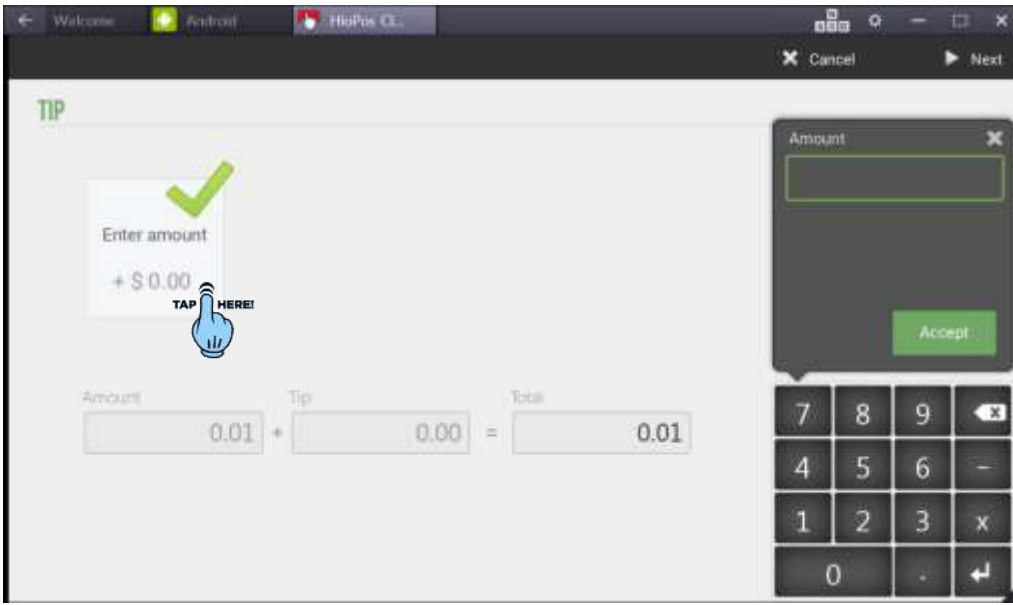 Welcome
Android
HioPos CL..
Cancel
Next
TIP
Amount
Enter amount
+ $ 0.00
TAP HERE!
Accept
Amount
Tip
Total
0.01 + 0.00 = 0.01
7 8 9
4 5 6 -
1 2 3 x
0 .